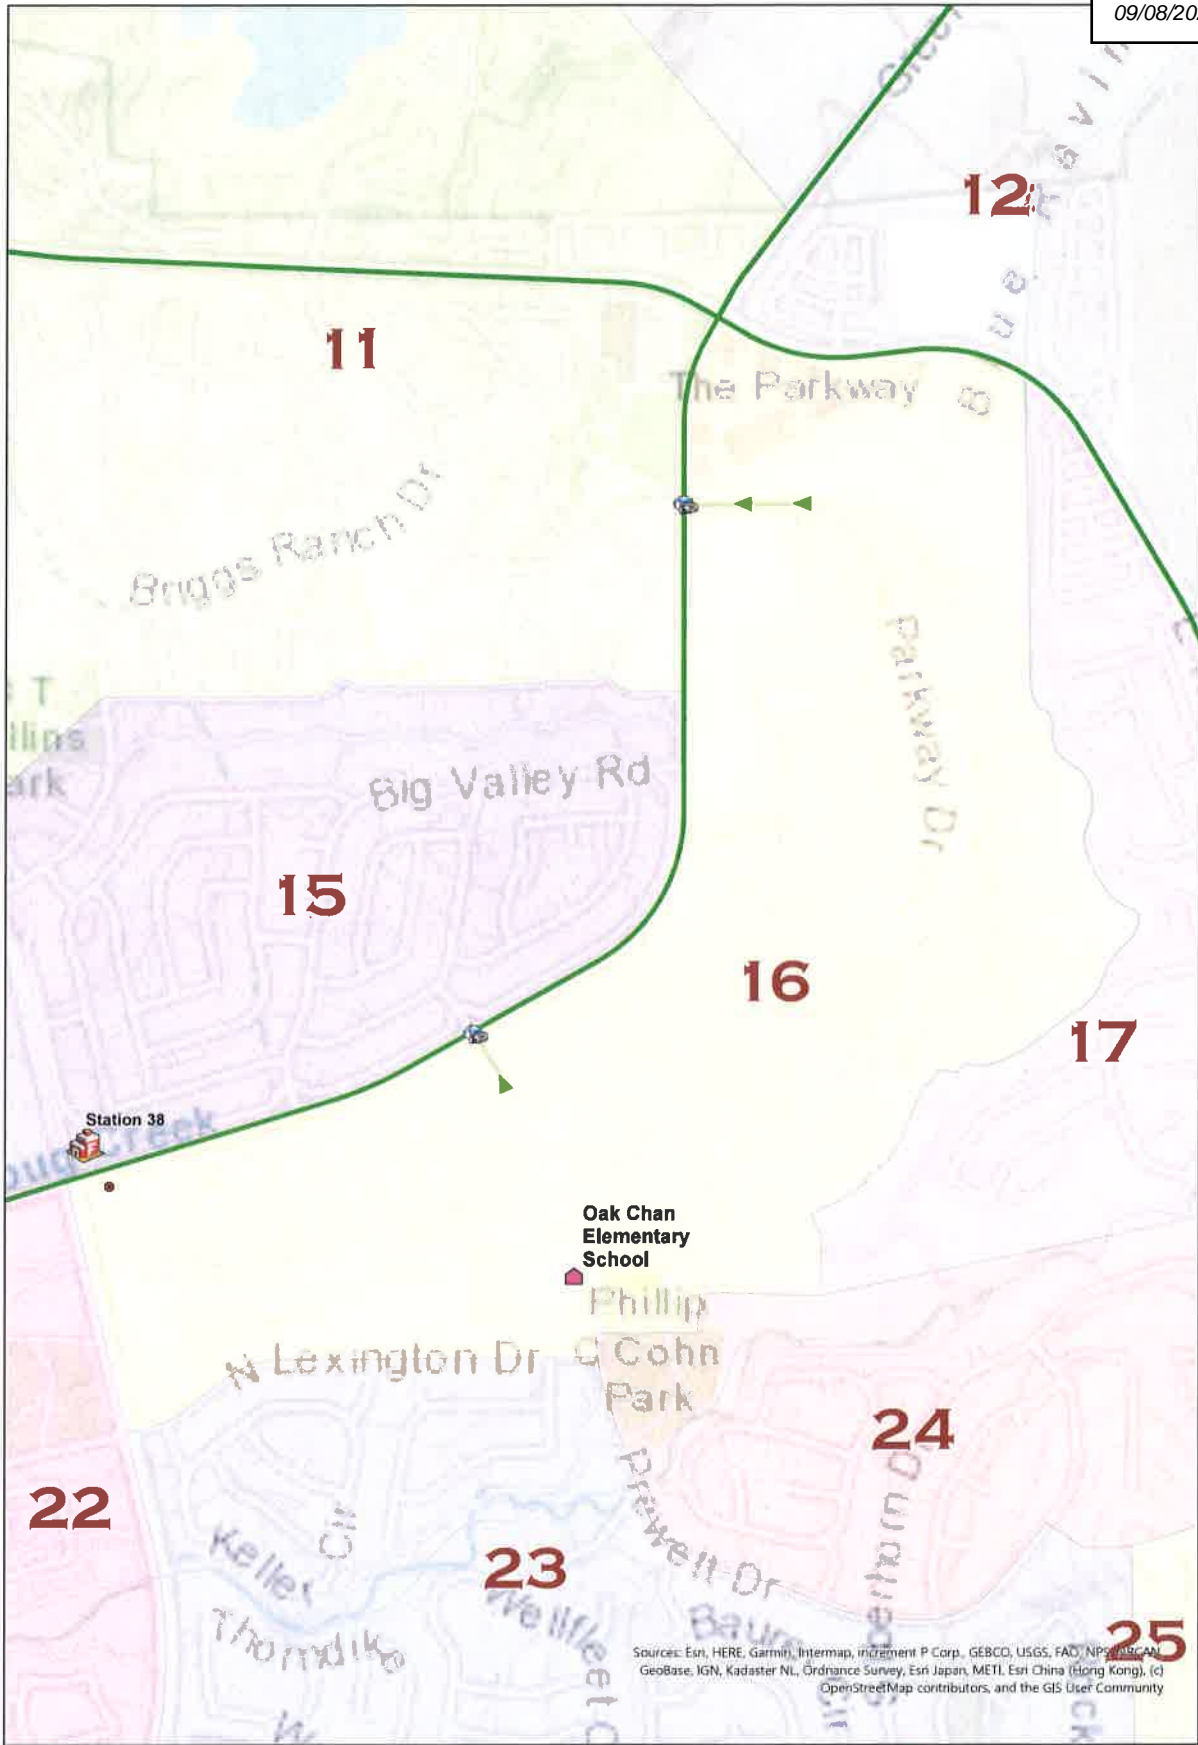 09/08/20
12
11
The Parkway
Briggs Ranch Dr
Parkway Dr
Big Valley Rd
15
16
17
Station 38
Creek
Oak Chan
Elementary
School
Phillip
C Cohn
Park
N Lexington Dr
24
22
Prewett Dr
Cir
23
Thorndike
Wellfleet C
25
Sources: Esri, HERE, Garmin, Intermap, increment P Corp., GEBCO, USGS, FAO, NPS, NRCAN,
GeoBase, IGN, Kadaster NL, Ordnance Survey, Esri Japan, METI, Esri China (Hong Kong), (c)
OpenStreetMap contributors, and the GIS User Community